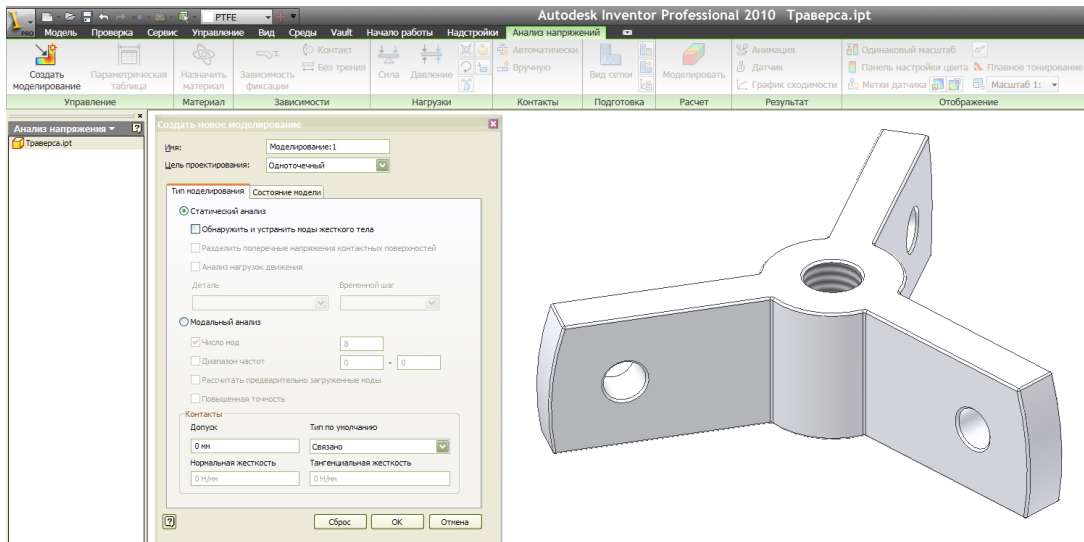 PRO
PTFE
Autodesk Inventor Professional 2010 Траверса.ipt
Модель Проверка Сервис Управление Вид Среды Vault Начало работы Надстройки Анализ напряжений
Создать моделирование
Параметрическая таблица
Управление
Назначить материал
Материал
Зависимость фиксации
Контакт
Без трения
Зависимости
Сила
Давление
Нагрузки
Автоматически
Вручную
Контакты
Вид сетки
Подготовка
Моделировать
Расчет
Анимация
Датчик
График сходимости
Результат
Одинаковый масштаб
Панель настройки цвета
Плавное тонирование
Метки датчика
Масштаб 1:
Отображение
Анализ напряжения
Траверса.ipt
Создать новое моделирование
Имя:
Моделирование:1
Цель проектирования:
Одноточечный
Тип моделирования
Состояние модели
Статический анализ
Обнаружить и устранить моды жесткого тела
Разделить поперечные напряжения контактных поверхностей
Анализ нагрузок движения
Деталь
Временной шаг
Модальный анализ
Число мод
8
Диапазон частот
0 - 0
Рассчитать предварительно загруженные моды
Повышенная точность
Контакты
Допуск
Тип по умолчанию
0 мм
Связано
Нормальная жесткость
Тангенциальная жесткость
0 Н/мм
0 Н/мм
Сброс
OK
Отмена